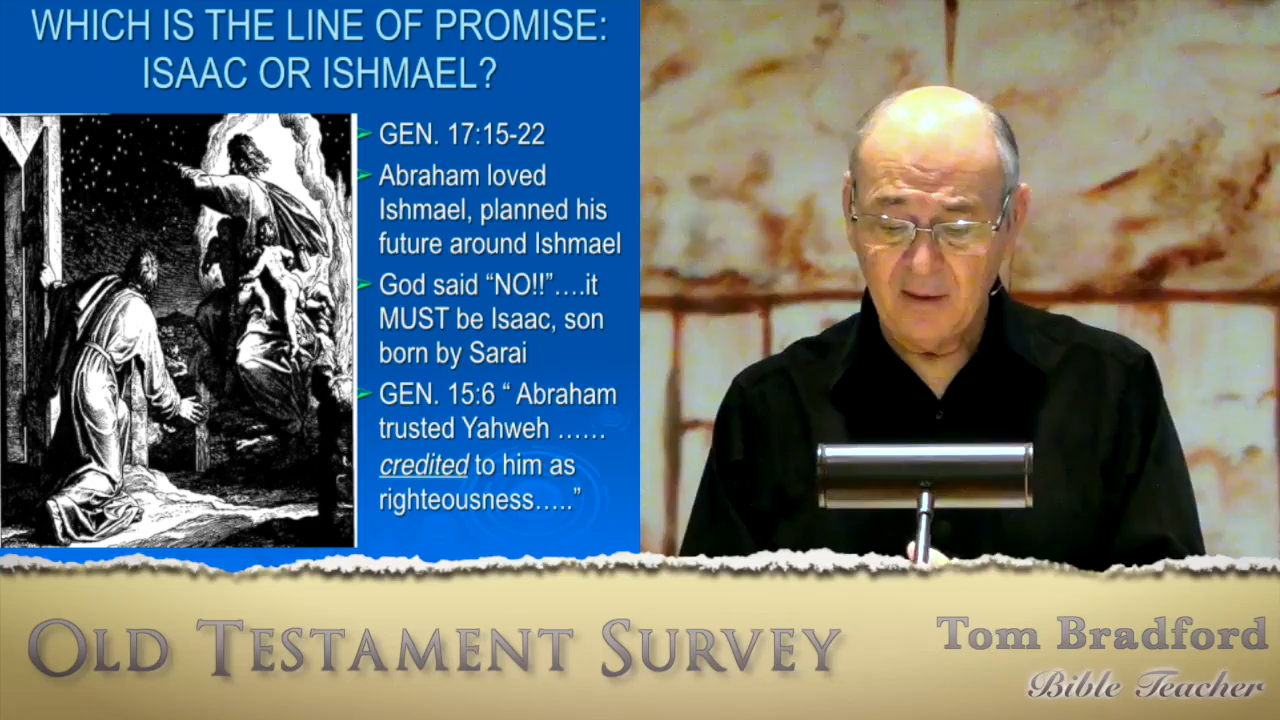 WHICH IS THE LINE OF PROMISE:
ISAAC OR ISHMAEL?
GEN. 17:15-22
Abraham loved
Ishmael, planned his
future around Ishmael
God said “NO!!”….it
MUST be Isaac, son
born by Sarai
GEN. 15:6 “ Abraham
trusted Yahweh ……
credited to him as
righteousness…..”
OLD TESTAMENT SURVEY
Tom Bradford
Bible Teacher